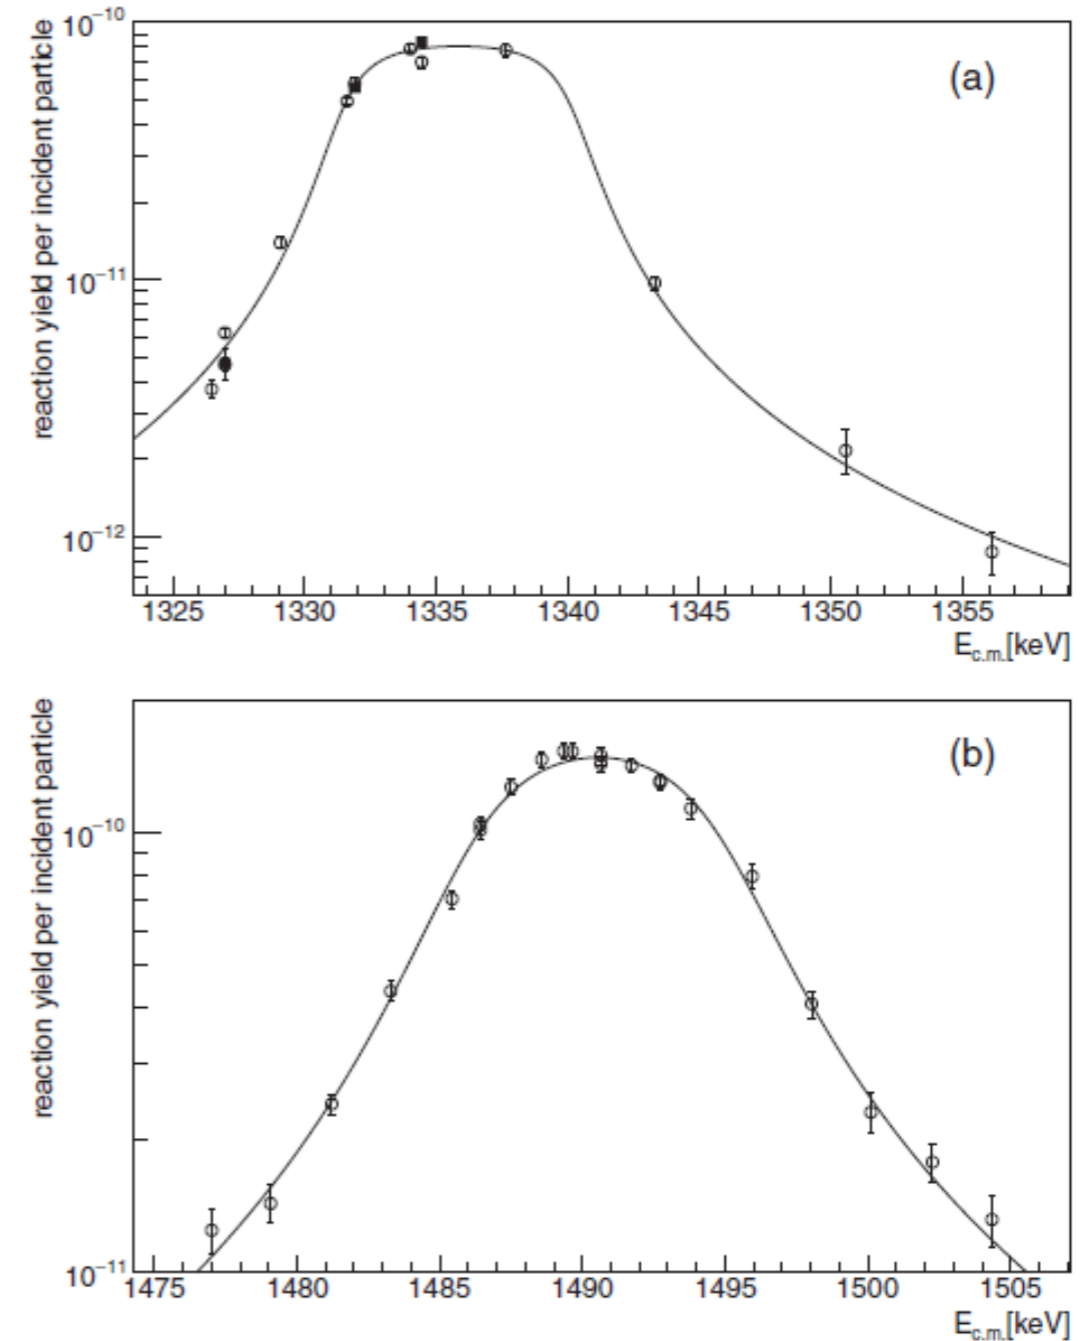 reaction yield per incident particle
10⁻¹⁰
10⁻¹¹
10⁻¹²
(a)
1325 1330 1335 1340 1345 1350 1355
E_c.m.[keV]
reaction yield per incident particle
10⁻¹⁰
10⁻¹¹
(b)
1475 1480 1485 1490 1495 1500 1505
E_c.m.[keV]